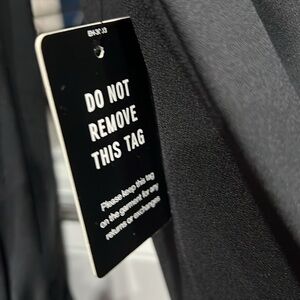 DO NOT
REMOVE
THIS TAG
Please keep this tag
on the garment for any
returns or exchanges